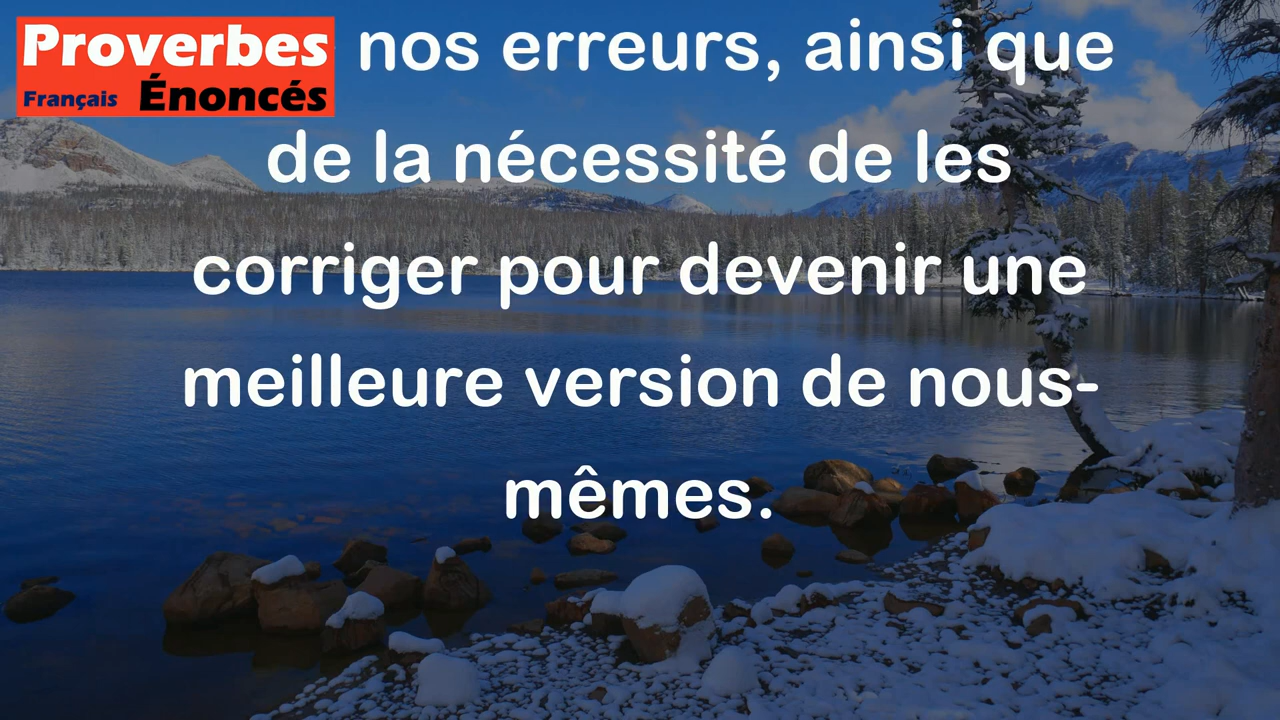 Proverbes
Français Énoncés
nos erreurs, ainsi que
de la nécessité de les
corriger pour devenir une
meilleure version de nous-
mêmes.